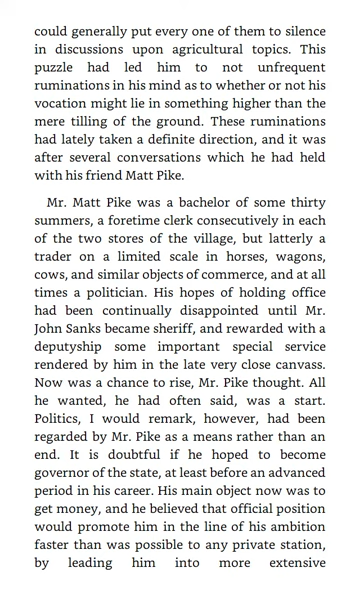 could generally put every one of them to silence
in discussions upon agricultural topics. This
puzzle had led him to not unfrequent
ruminations in his mind as to whether or not his
vocation might lie in something higher than the
mere tilling of the ground. These ruminations
had lately taken a definite direction, and it was
after several conversations which he had held
with his friend Matt Pike.
Mr. Matt Pike was a bachelor of some thirty
summers, a foretime clerk consecutively in each
of the two stores of the village, but latterly a
trader on a limited scale in horses, wagons,
cows, and similar objects of commerce, and at all
times a politician. His hopes of holding office
had been continually disappointed until Mr.
John Sanks became sheriff, and rewarded with a
deputyship some important special service
rendered by him in the late very close canvass.
Now was a chance to rise, Mr. Pike thought. All
he wanted, he had often said, was a start.
Politics, I would remark, however, had been
regarded by Mr. Pike as a means rather than an
end. It is doubtful if he hoped to become
governor of the state, at least before an advanced
period in his career. His main object now was to
get money, and he believed that official position
would promote him in the line of his ambition
faster than was possible to any private station,
by leading him into more extensive